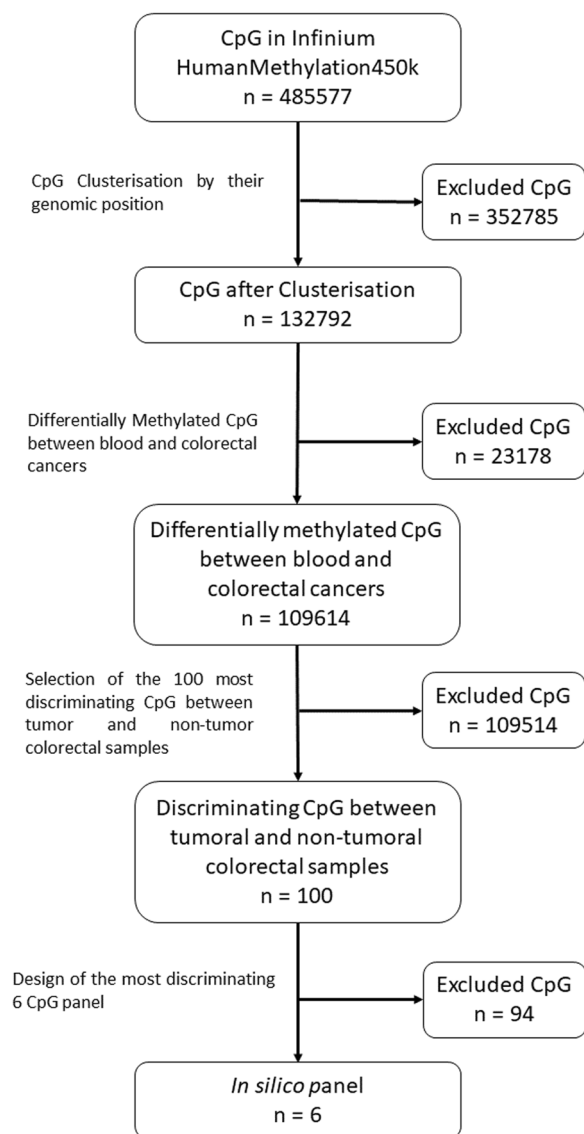 CpG in Infinium
HumanMethylation450k
n = 485577
CpG Clusterisation by their
genomic position
Excluded CpG
n = 352785
CpG after Clusterisation
n = 132792
Differentially Methylated CpG
between blood and colorectal
cancers
Excluded CpG
n = 23178
Differentially methylated CpG
between blood and
colorectal cancers
n = 109614
Selection of the 100 most
discriminating CpG between
tumor and non-tumor
colorectal samples
Excluded CpG
n = 109514
Discriminating CpG between
tumoral and non-tumoral
colorectal samples
n = 100
Design of the most discriminating
6 CpG panel
Excluded CpG
n = 94
In silico panel
n = 6